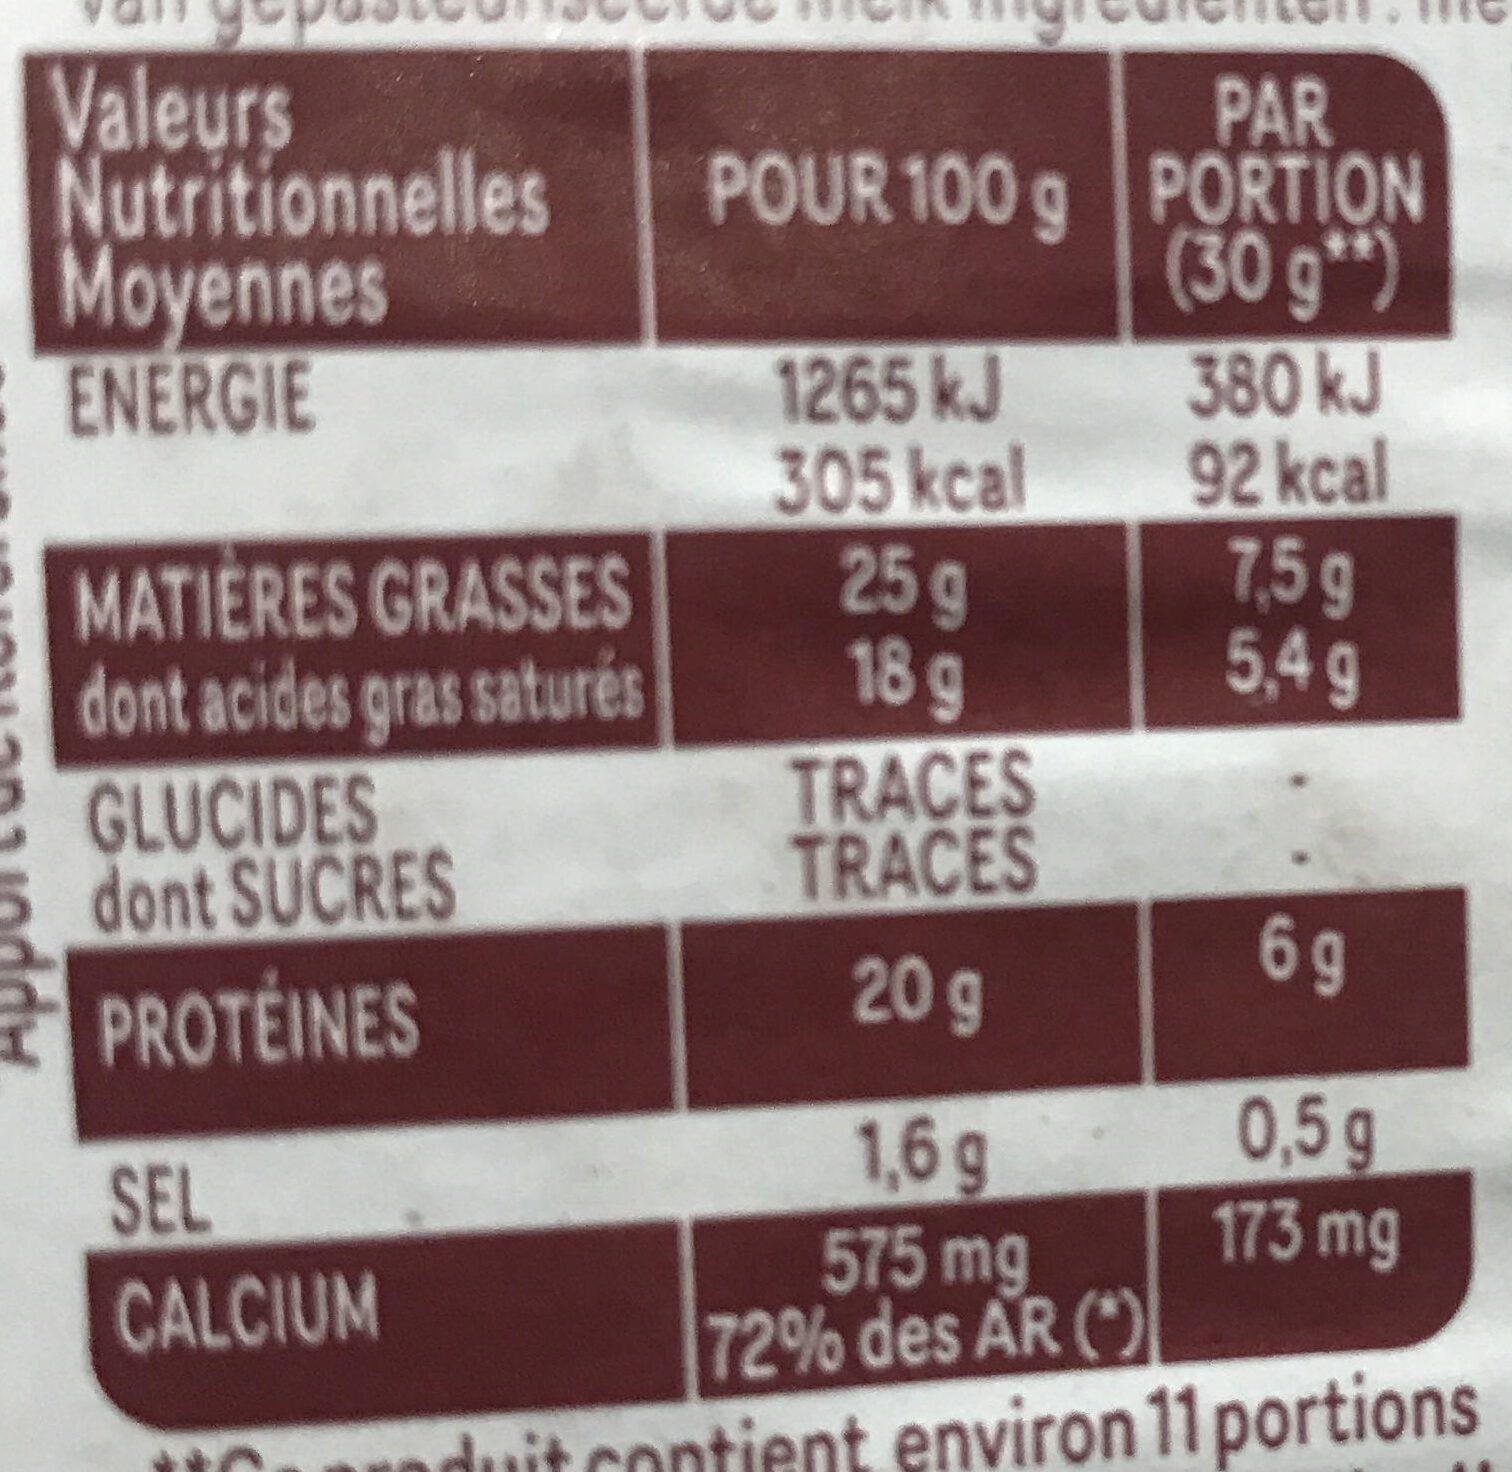 Valeurs Nutritionnelles Moyennes POUR 100 g PAR PORTION (30 g**)
ENERGIE 1265 kJ 380 kJ
305 kcal 92 kcal
MATIÈRES GRASSES 25 g 7,5 g
dont acides gras saturés 18 g 5,4 g
GLUCIDES TRACES -
dont SUCRES TRACES -
PROTÉINES 20 g 6 g
SEL 1,6 g 0,5 g
CALCIUM 575 mg 173 mg
72% des AR (*)
produit contient environ 11 portions